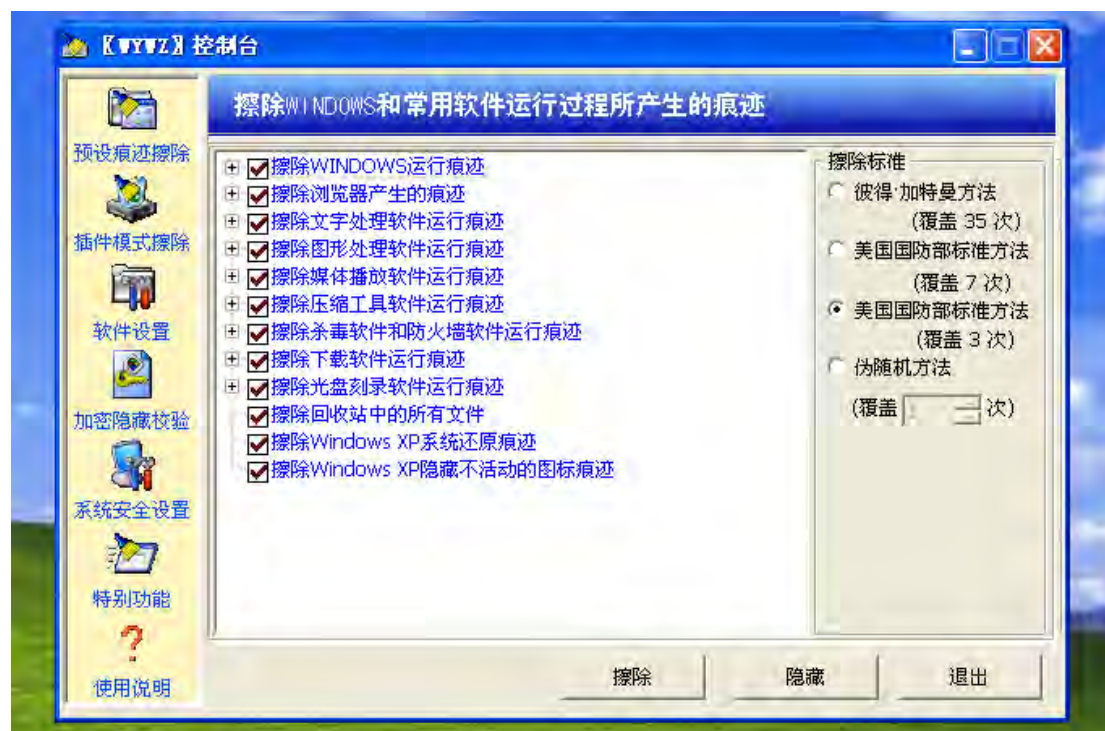 【WYWZ】控制台
擦除WINDOWS和常用软件运行过程所产生的痕迹
预设痕迹擦除
插件模式擦除
软件设置
加密隐藏校验
系统安全设置
特别功能
使用说明
擦除WINDOWS运行痕迹
擦除浏览器产生的痕迹
擦除文字处理软件运行痕迹
擦除图形处理软件运行痕迹
擦除媒体播放软件运行痕迹
擦除压缩工具软件运行痕迹
擦除杀毒软件和防火墙软件运行痕迹
擦除下载软件运行痕迹
擦除光盘刻录软件运行痕迹
擦除回收站中的所有文件
擦除Windows XP系统还原痕迹
擦除Windows XP隐藏不活动的图标痕迹
擦除标准
彼得·加特曼方法
(覆盖 35 次)
美国国防部标准方法
(覆盖 7 次)
美国国防部标准方法
(覆盖 3 次)
伪随机方法
(覆盖 次)
擦除
隐藏
退出